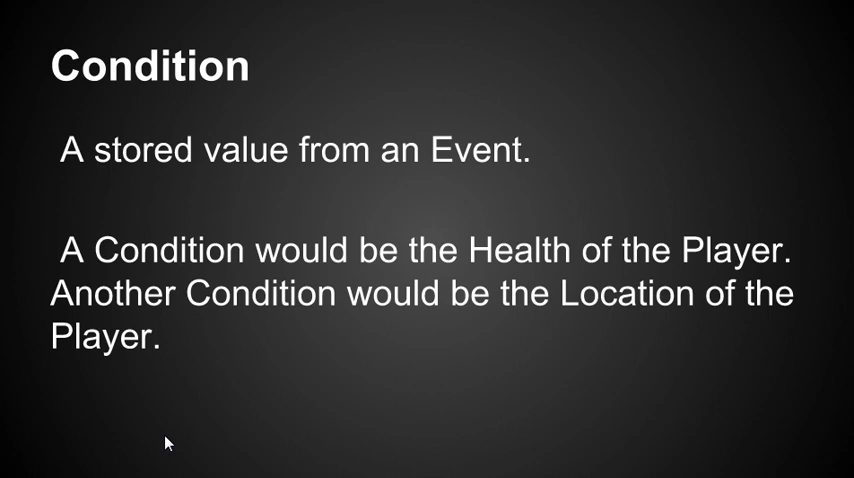 Condition
A stored value from an Event.
A Condition would be the Health of the Player.
Another Condition would be the Location of the
Player.